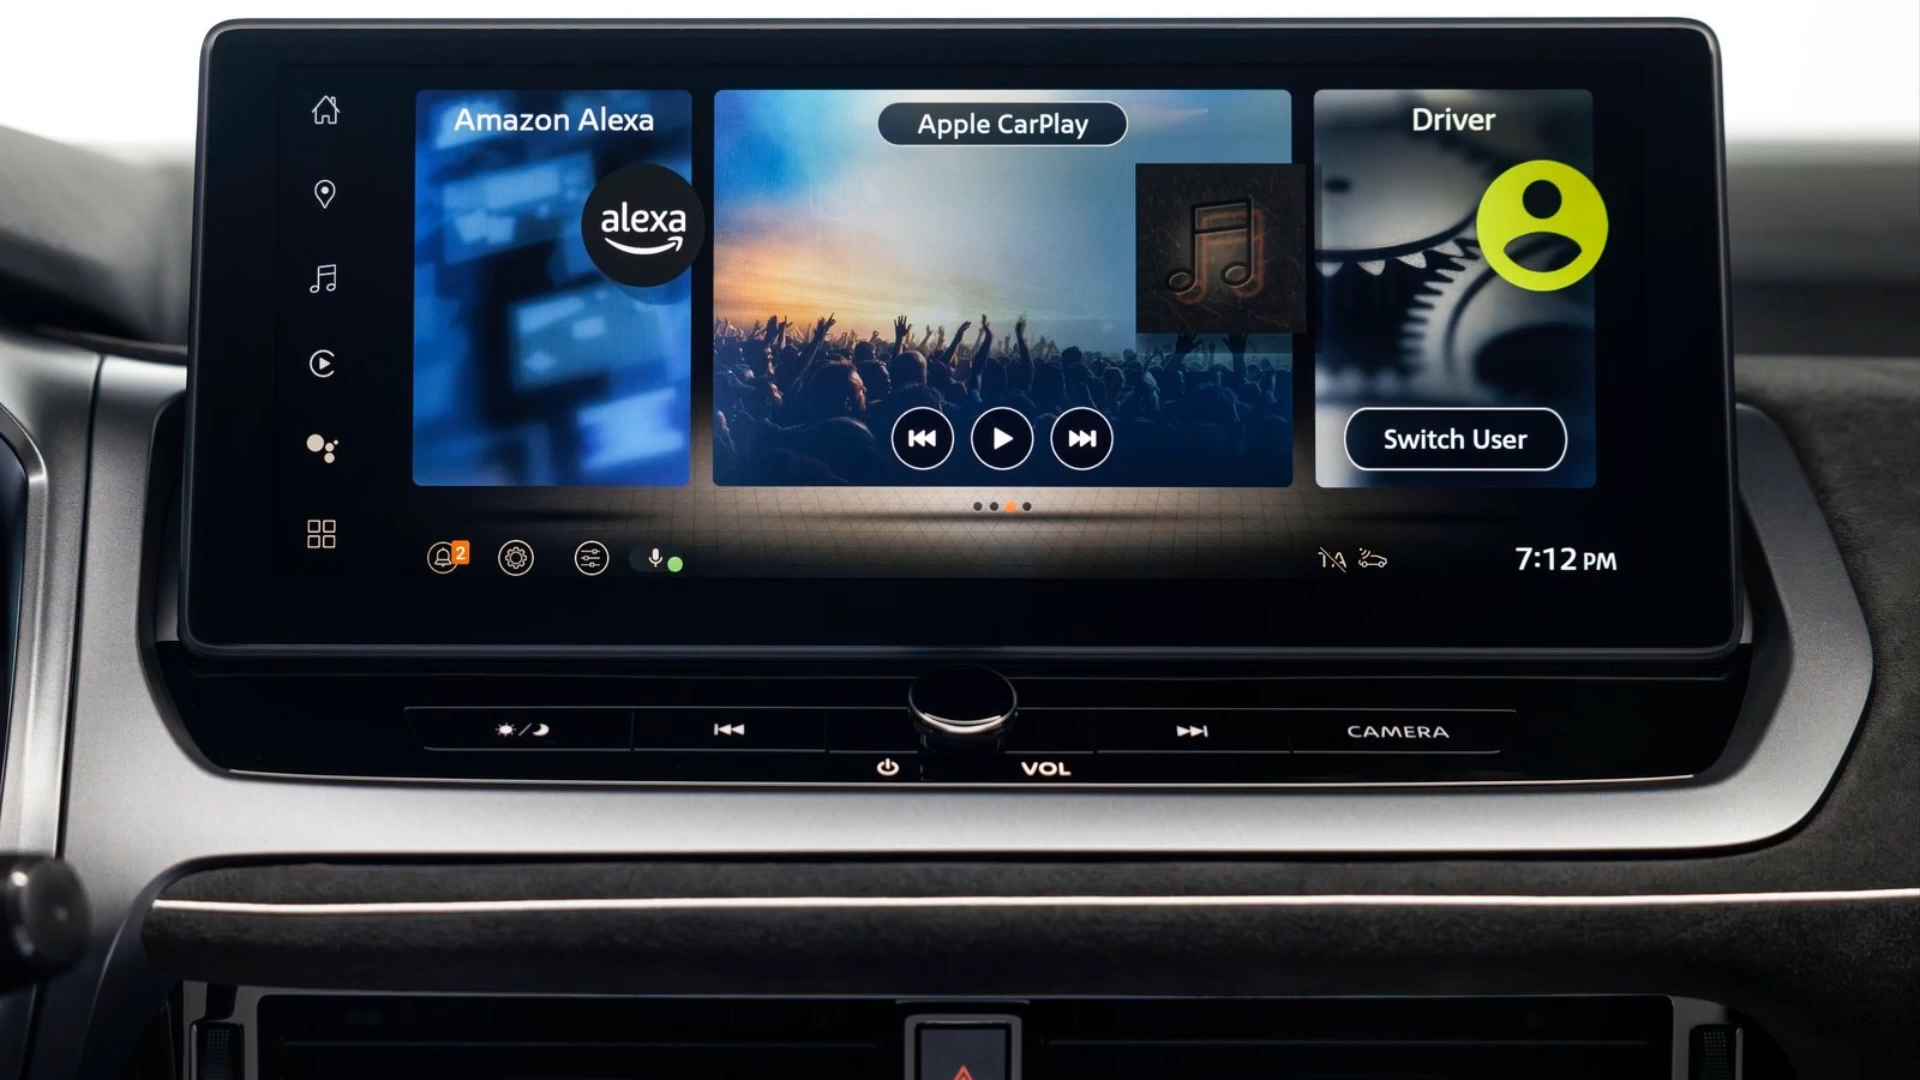 Amazon Alexa
alexa
Apple CarPlay
Driver
Switch User
2
7:12 PM
CAMERA
VOL